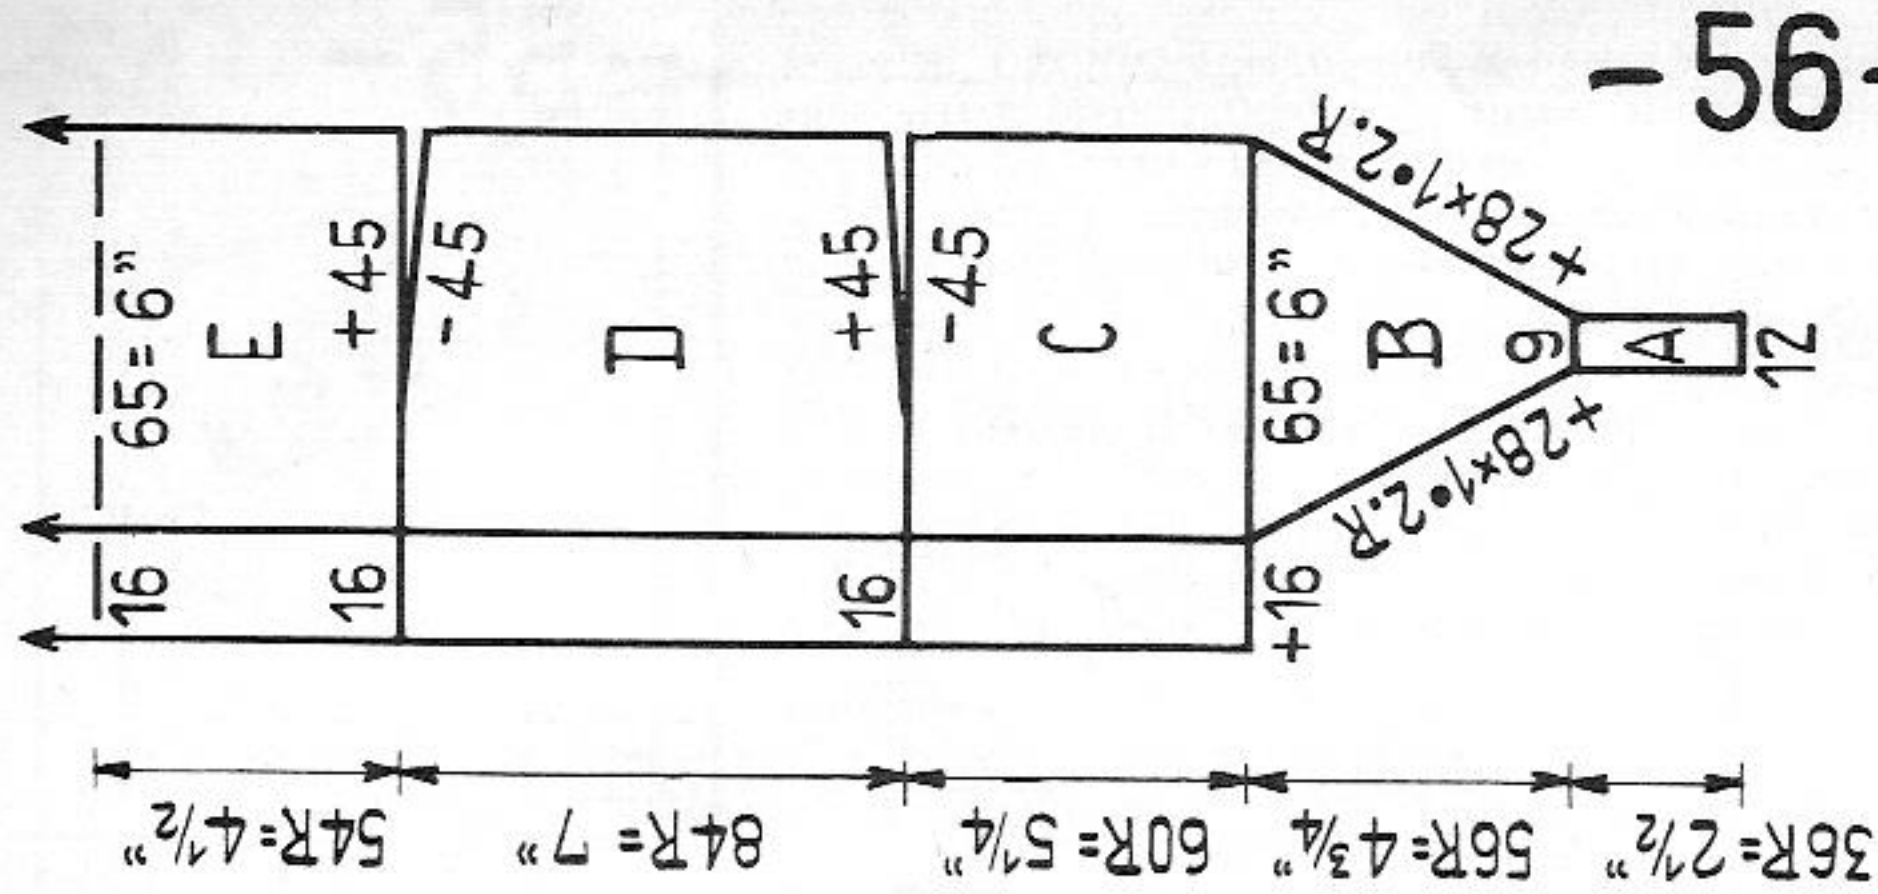 -56-
65=6”
E
+45
-45
D
+45
-45
C
65=6”
B
9
A
12
+28×1•2.R
+28×1•2.R
16
16
16
+16
54R=4½”
84R=7”
60R=5¼”
56R=4¾”
36R=2½”